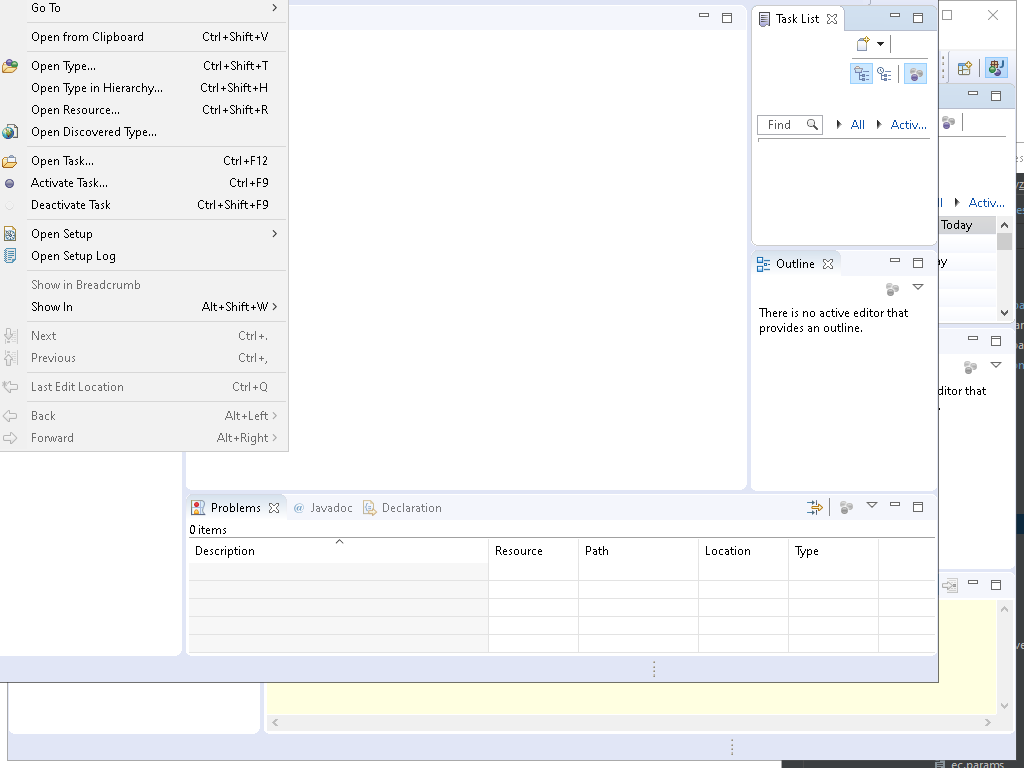 Go To
Open from Clipboard Ctrl+Shift+V
Open Type... Ctrl+Shift+T
Open Type in Hierarchy... Ctrl+Shift+H
Open Resource... Ctrl+Shift+R
Open Discovered Type...
Open Task... Ctrl+F12
Activate Task... Ctrl+F9
Deactivate Task Ctrl+Shift+F9
Open Setup
Open Setup Log
Show in Breadcrumb
Show In Alt+Shift+W
Next Ctrl+.
Previous Ctrl+,
Last Edit Location Ctrl+Q
Back Alt+Left
Forward Alt+Right
Task List
Find All Activ...
Outline
There is no active editor that
provides an outline.
Problems @ Javadoc Declaration
0 items
Description Resource Path Location Type
Activ...
Today
ditor that
ec.params